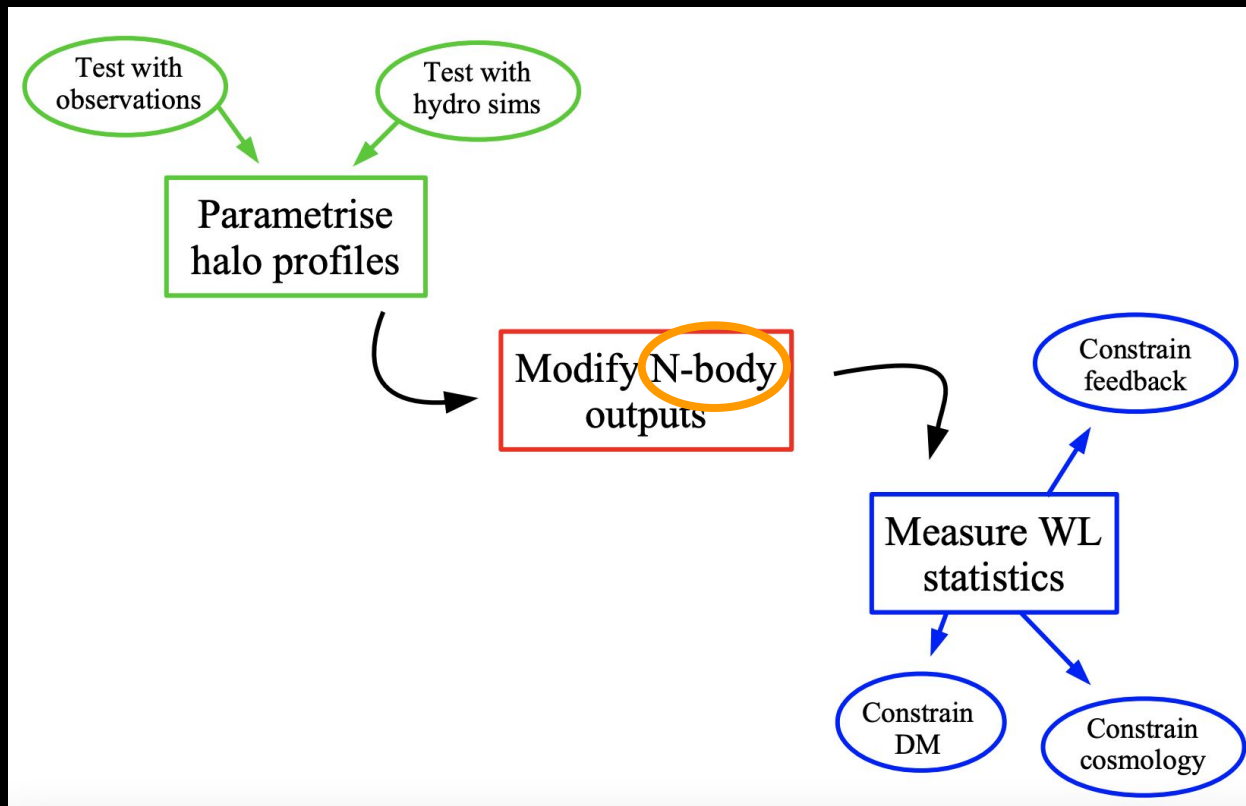 Test with
observations
Test with
hydro sims
Parametrise
halo profiles
Modify N-body
outputs
Constrain
feedback
Measure WL
statistics
Constrain
DM
Constrain
cosmology